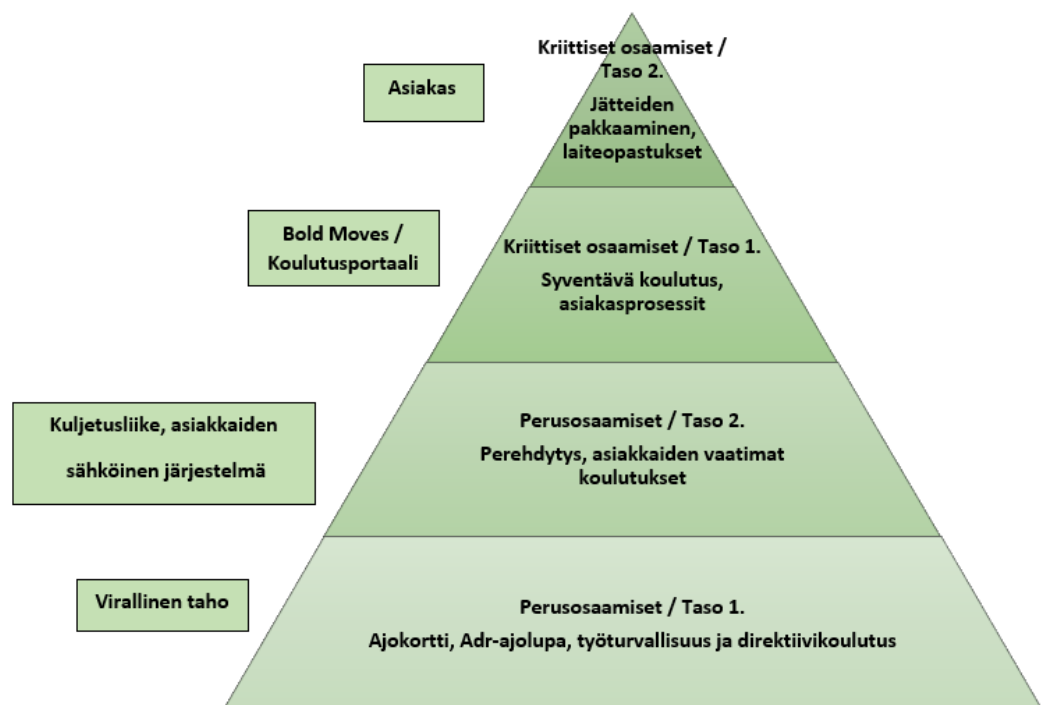 Kriittiset osaamiset /
Taso 2.
Jätteiden
pakkaaminen,
laiteopastukset
Asiakas
Bold Moves /
Koulutusportaali
Kriittiset osaamiset / Taso 1.
Syventävä koulutus,
asiakasprosessit
Kuljetusliike, asiakkaiden
sähköinen järjestelmä
Perusosaamiset / Taso 2.
Perehdytys, asiakkaiden vaatimat
koulutukset
Virallinen taho
Perusosaamiset / Taso 1.
Ajokortti, Adr-ajolupa, työturvallisuus ja direktiivikoulutus